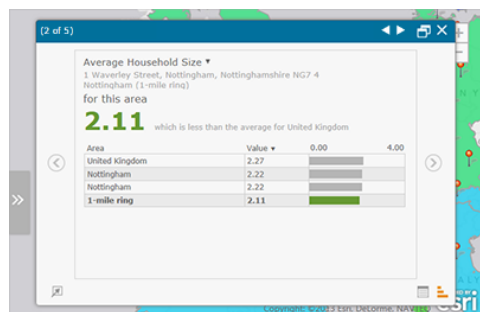 (2 of 5)
Average Household Size ▼
1 Waverley Street, Nottingham, Nottinghamshire NG7 4
Nottingham (1-mile ring)
for this area
2.11 which is less than the average for United Kingdom
Area Value ▼ 0.00 4.00
United Kingdom 2.27
Nottingham 2.22
Nottingham 2.22
1-mile ring 2.11
esri
Copyright: © 2013 Esri, DeLorme, NAVTEQ